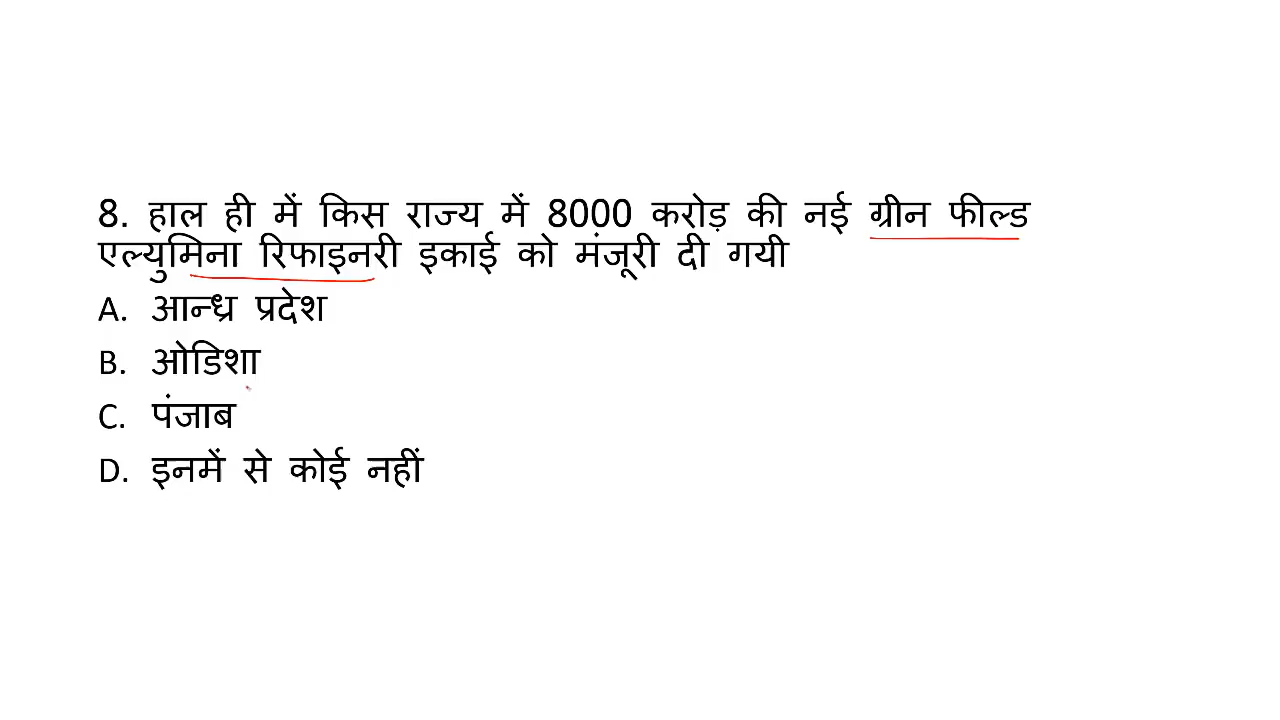 8. हाल ही में किस राज्य में 8000 करोड़ की नई ग्रीन फील्ड
एल्युमिना रिफाइनरी इकाई को मंजूरी दी गयी
A. आन्ध्र प्रदेश
B. ओडिशा
C. पंजाब
D. इनमें से कोई नहीं